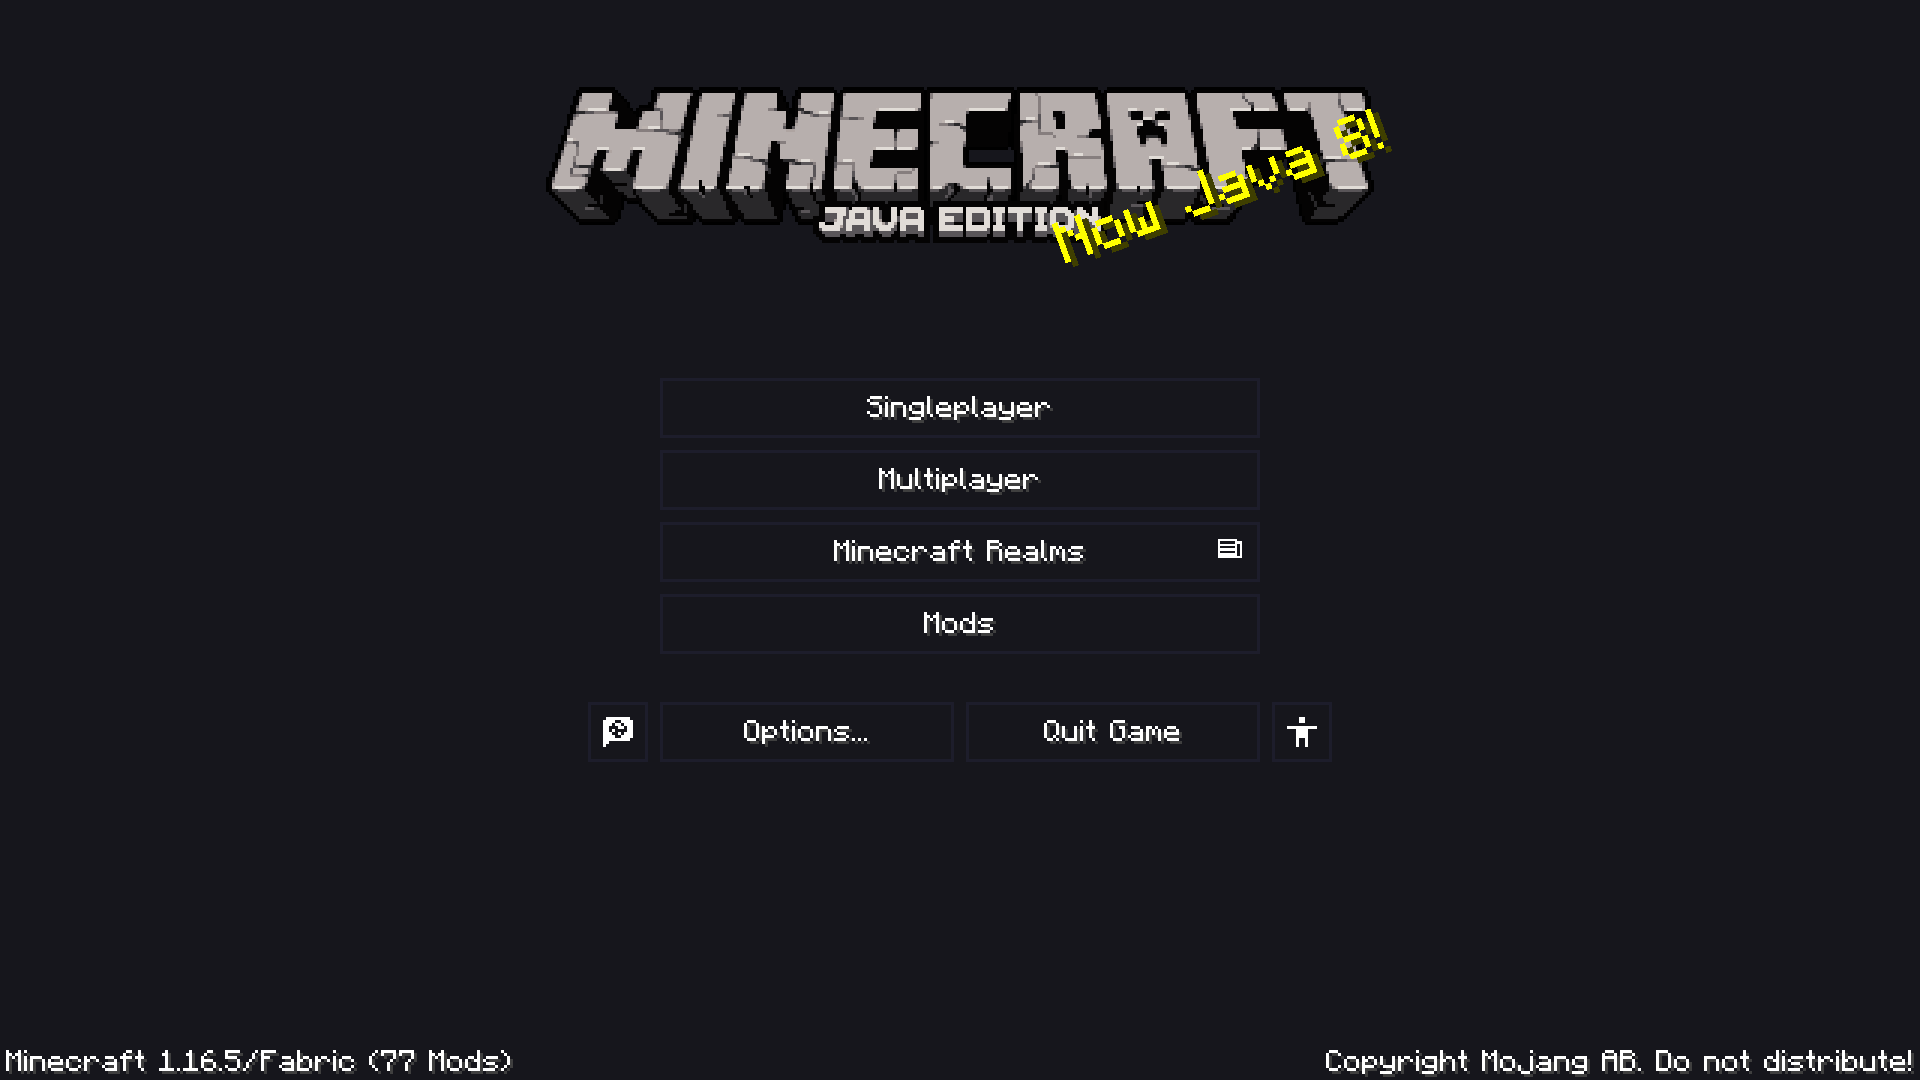 MINECRAFT
JAVA EDITION
Now Java 8!
Singleplayer
Multiplayer
Minecraft Realms
Mods
Options...
Quit Game
Minecraft 1.16.5/Fabric (77 Mods)
Copyright Mojang AB. Do not distribute!